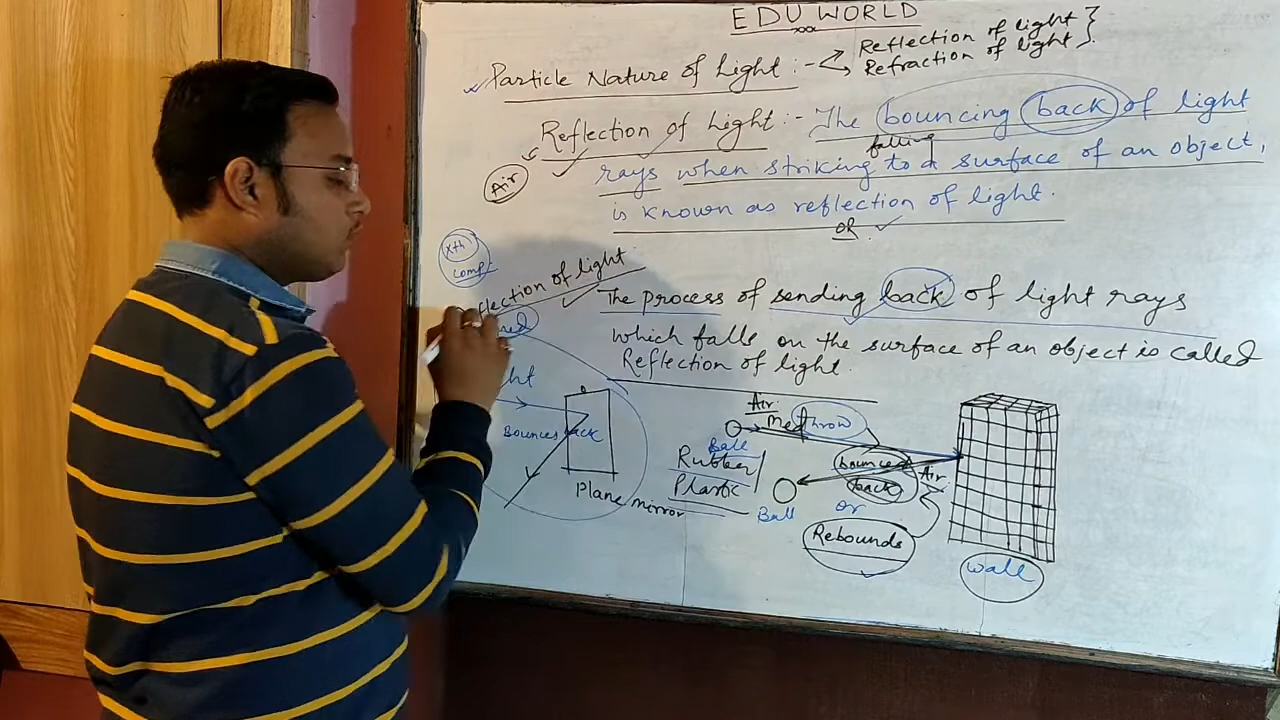 EDU WORLD
Particle Nature of Light :- Reflection of light
Refraction of light
Reflection of Light :- The bouncing back of light
falling
Air
rays when striking to a surface of an object,
is known as reflection of light.
OR
Xth
comp
flection of light
The process of sending back of light rays
which falls on the surface of an object is called
Reflection of light.
ght
Bounces back
Plane mirror
Air
throw
Ball
Rubber
Plastic
Ball
bounces
back
Air
or
Rebounds
wall